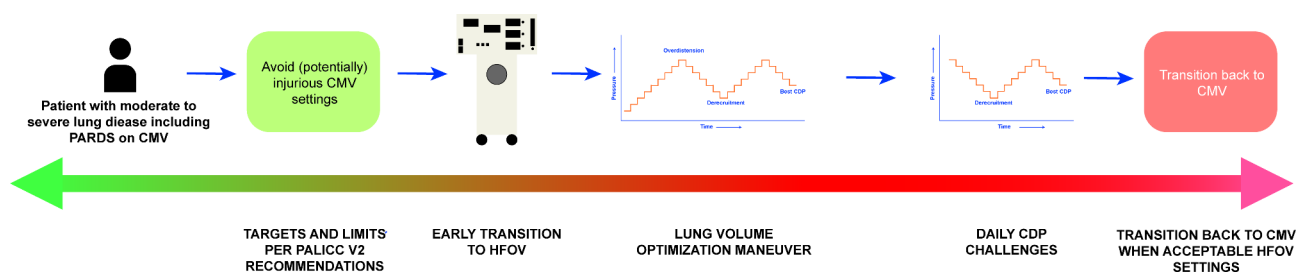 Patient with moderate to
severe lung diease including
PARDS on CMV
Avoid (potentially)
injurious CMV
settings
Pressure
Overdistension
Derecruitment
Best CDP
Time
Pressure
Derecruitment
Best CDP
Time
Transition back to
CMV
TARGETS AND LIMITS
PER PALICC V2
RECOMMENDATIONS
EARLY TRANSITION
TO HFOV
LUNG VOLUME
OPTIMIZATION MANEUVER
DAILY CDP
CHALLENGES
TRANSITION BACK TO CMV
WHEN ACCEPTABLE HFOV
SETTINGS